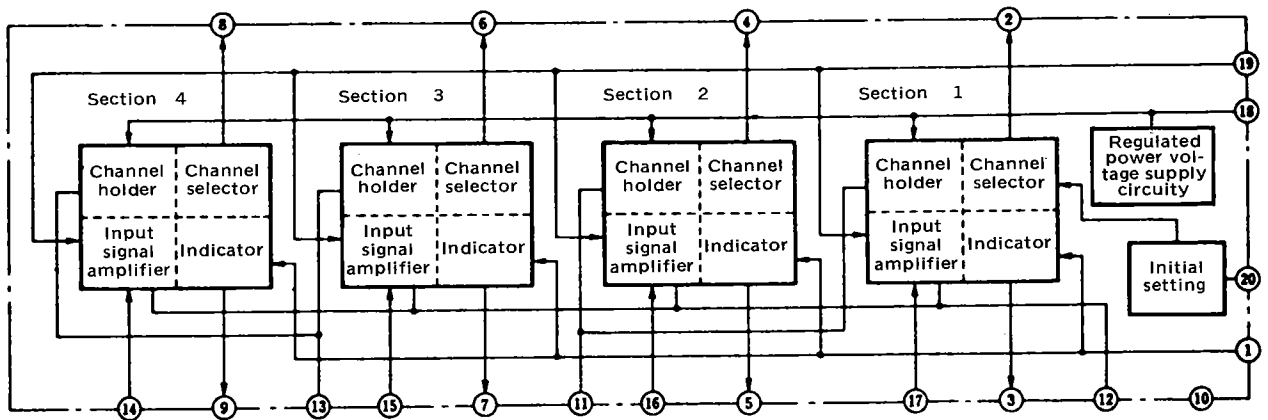 8 6 4 2
19
Section 4 Section 3 Section 2 Section 1
18
Channel holder
Channel selector
Input signal amplifier
Indicator
Channel holder
Channel selector
Input signal amplifier
Indicator
Channel holder
Channel selector
Input signal amplifier
Indicator
Channel holder
Channel selector
Input signal amplifier
Indicator
Regulated
power vol-
tage supply
circuity
Initial
setting
20
1
14 9 13 15 7 11 16 5 17 3 12 10